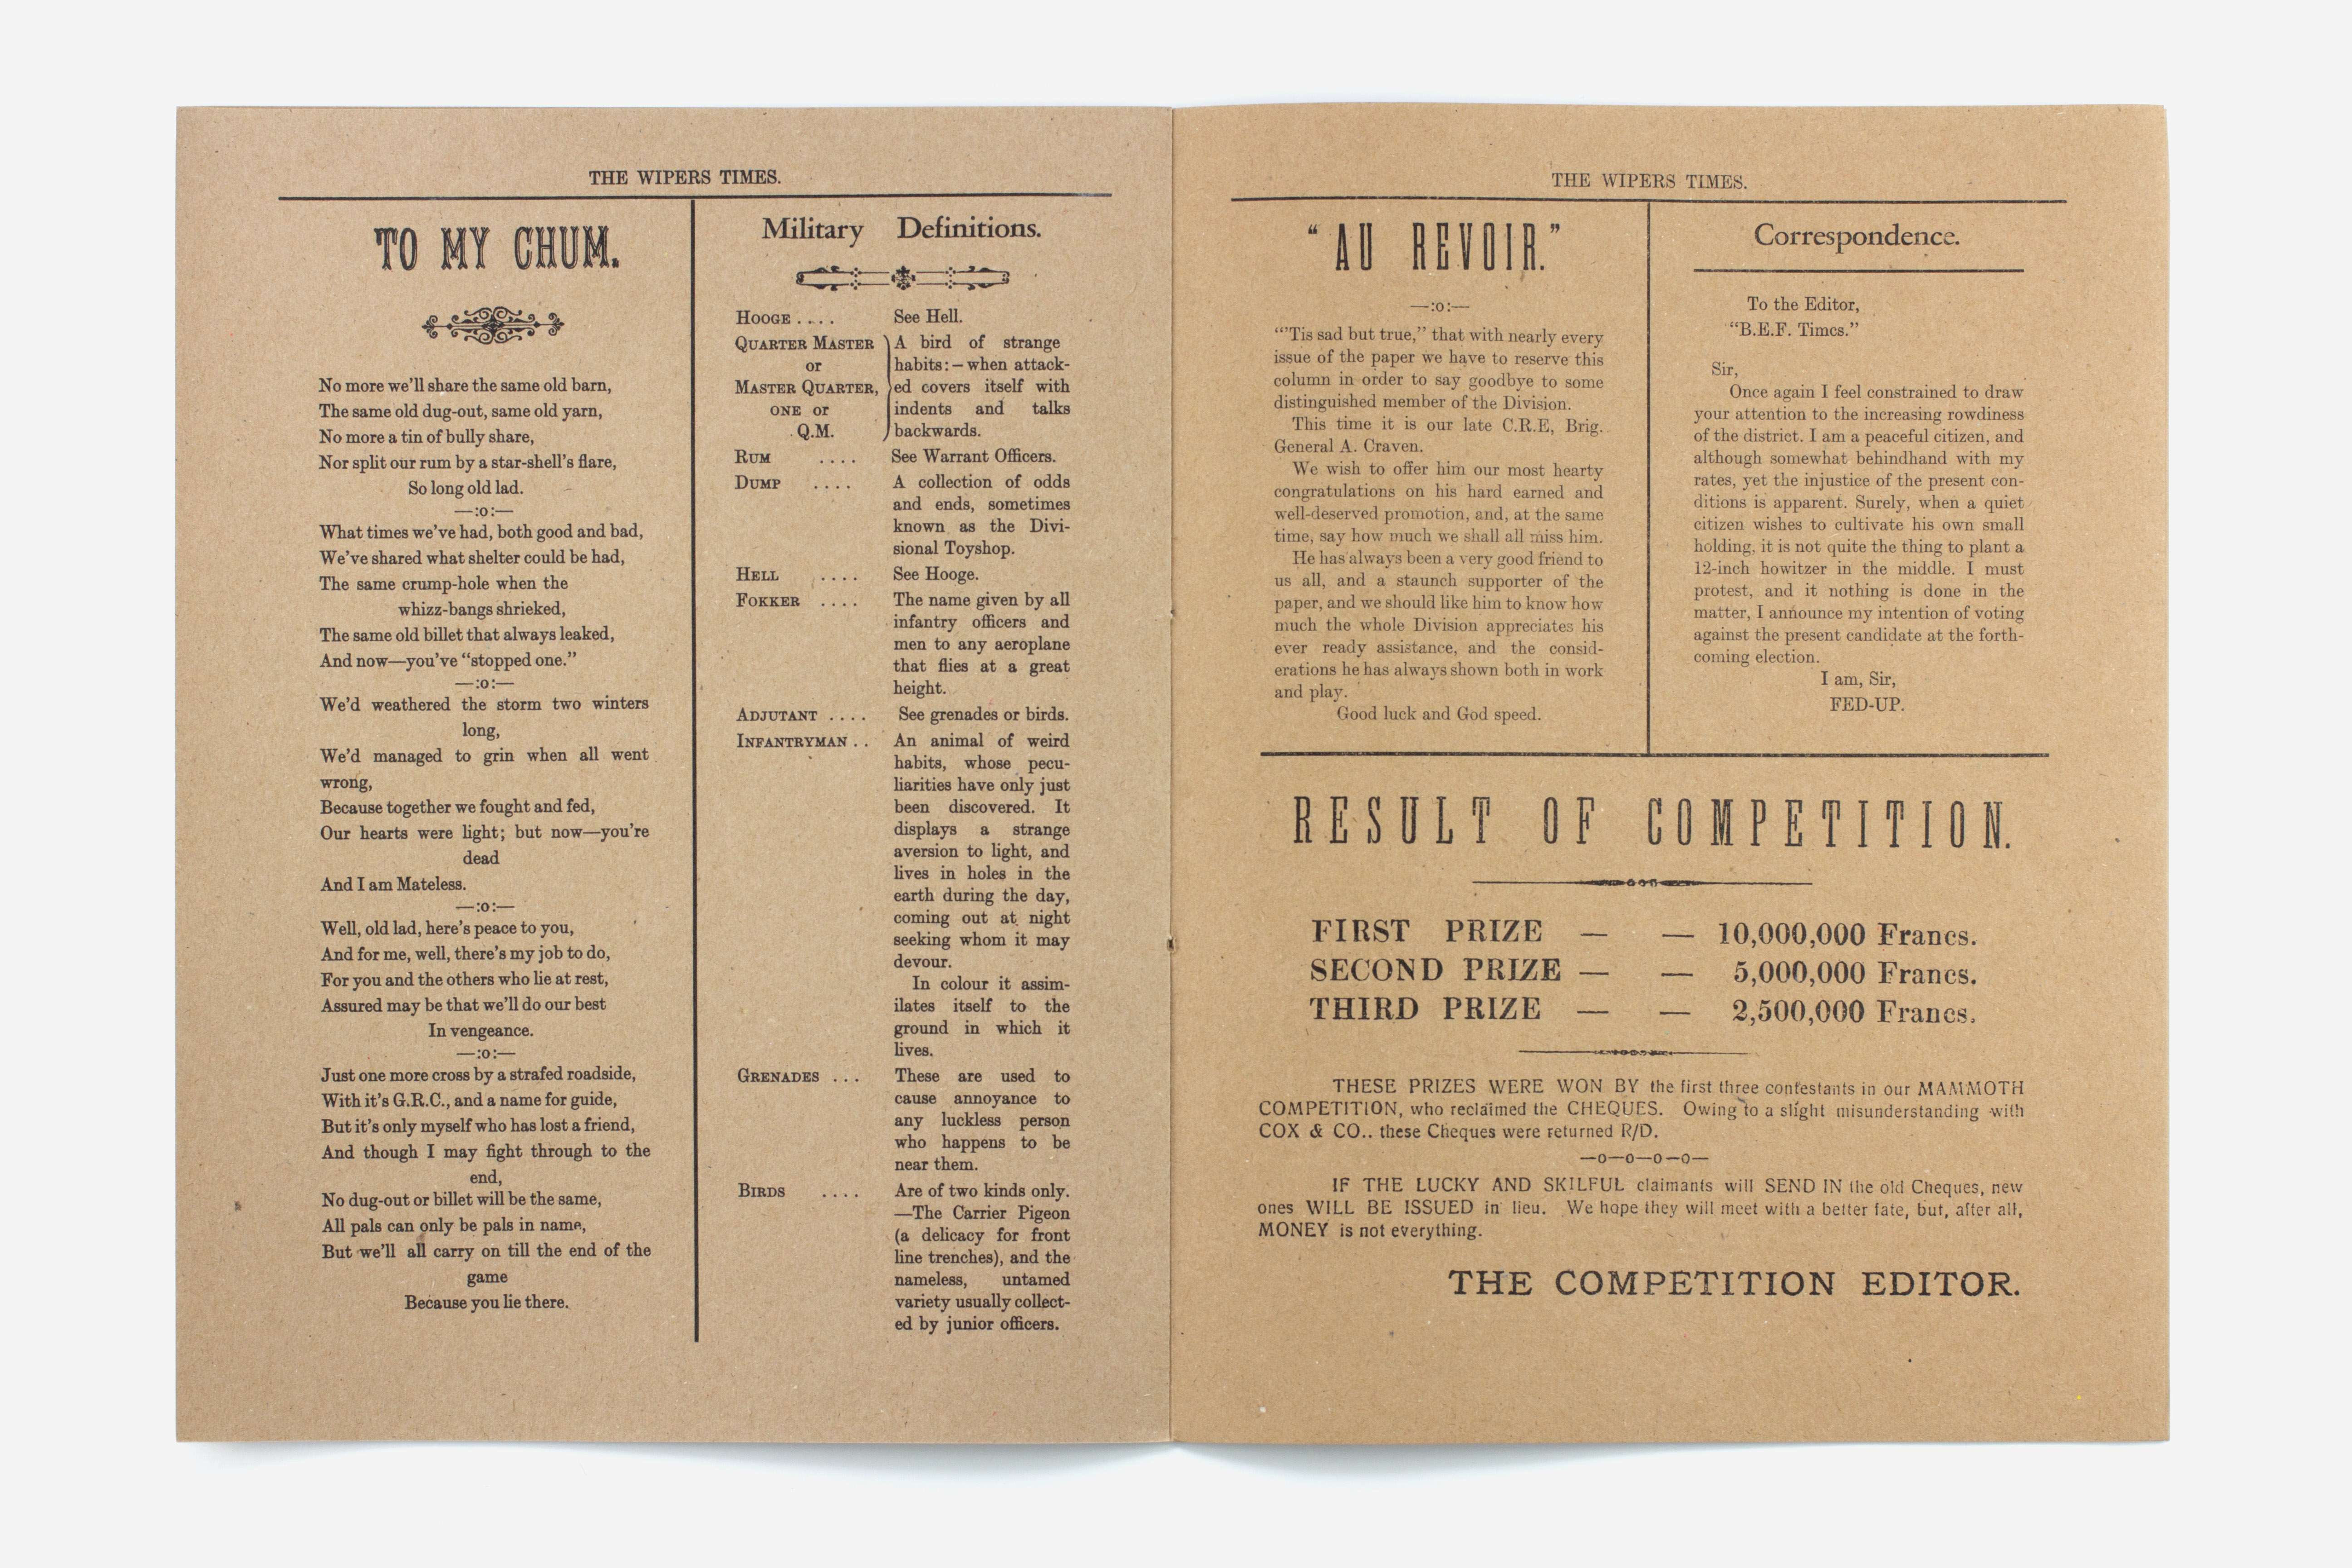 THE WIPERS TIMES.
TO MY CHUM.
No more we'll share the same old barn,
The same old dug-out, same old yarn,
No more a tin of bully share,
Nor split our rum by a star-shell's flare,
So long old lad.
—:o:—
What times we've had, both good and bad,
We've shared what shelter could be had,
The same crump-hole when the
whizz-bangs shrieked,
The same old billet that always leaked,
And now—you've “stopped one.”
—:o:—
We'd weathered the storm two winters
long,
We'd managed to grin when all went
wrong,
Because together we fought and fed,
Our hearts were light; but now—you're
dead
And I am Mateless.
—:o:—
Well, old lad, here's peace to you,
And for me, well, there's my job to do,
For you and the others who lie at rest,
Assured may be that we'll do our best
In vengeance.
—:o:—
Just one more cross by a strafed roadside,
With it's G.R.C., and a name for guide,
But it's only myself who has lost a friend,
And though I may fight through to the
end,
No dug-out or billet will be the same,
All pals can only be pals in name,
But we'll all carry on till the end of the
game
Because you lie there.
Military Definitions.
HOOGE .... See Hell.
QUARTER MASTER A bird of strange
or habits:—when attack-
MASTER QUARTER, ed covers itself with
ONE or indents and talks
Q.M. backwards.
RUM .... See Warrant Officers.
DUMP .... A collection of odds
and ends, sometimes
known as the Divi-
sional Toyshop.
HELL .... See Hooge.
FOKKER .... The name given by all
infantry officers and
men to any aeroplane
that flies at a great
height.
ADJUTANT .... See grenades or birds.
INFANTRYMAN .. An animal of weird
habits, whose pecu-
liarities have only just
been discovered. It
displays a strange
aversion to light, and
lives in holes in the
earth during the day,
coming out at night
seeking whom it may
devour.
In colour it assim-
ilates itself to the
ground in which it
lives.
GRENADES ... These are used to
cause annoyance to
any luckless person
who happens to be
near them.
BIRDS .... Are of two kinds only.
—The Carrier Pigeon
(a delicacy for front
line trenches), and the
nameless, untamed
variety usually collect-
ed by junior officers.
THE WIPERS TIMES.
“AU REVOIR.”
—:o:—
“'Tis sad but true,” that with nearly every
issue of the paper we have to reserve this
column in order to say goodbye to some
distinguished member of the Division.
This time it is our late C.R.E, Brig.
General A. Craven.
We wish to offer him our most hearty
congratulations on his hard earned and
well-deserved promotion, and, at the same
time, say how much we shall all miss him.
He has always been a very good friend to
us all, and a staunch supporter of the
paper, and we should like him to know how
much the whole Division appreciates his
ever ready assistance, and the consid-
erations he has always shown both in work
and play.
Good luck and God speed.
Correspondence.
To the Editor,
“B.E.F. Times.”
Sir,
Once again I feel constrained to draw
your attention to the increasing rowdiness
of the district. I am a peaceful citizen, and
although somewhat behindhand with my
rates, yet the injustice of the present con-
ditions is apparent. Surely, when a quiet
citizen wishes to cultivate his own small
holding, it is not quite the thing to plant a
12-inch howitzer in the middle. I must
protest, and it nothing is done in the
matter, I announce my intention of voting
against the present candidate at the forth-
coming election.
I am, Sir,
FED-UP.
RESULT OF COMPETITION.
FIRST PRIZE — — 10,000,000 Francs.
SECOND PRIZE — — 5,000,000 Francs.
THIRD PRIZE — — 2,500,000 Francs.
THESE PRIZES WERE WON BY the first three contestants in our MAMMOTH
COMPETITION, who reclaimed the CHEQUES. Owing to a slight misunderstanding with
COX & CO.. these Cheques were returned R/D.
—o—o—o—o—
IF THE LUCKY AND SKILFUL claimants will SEND IN the old Cheques, new
ones WILL BE ISSUED in lieu. We hope they will meet with a better fate, but, after all,
MONEY is not everything.
THE COMPETITION EDITOR.